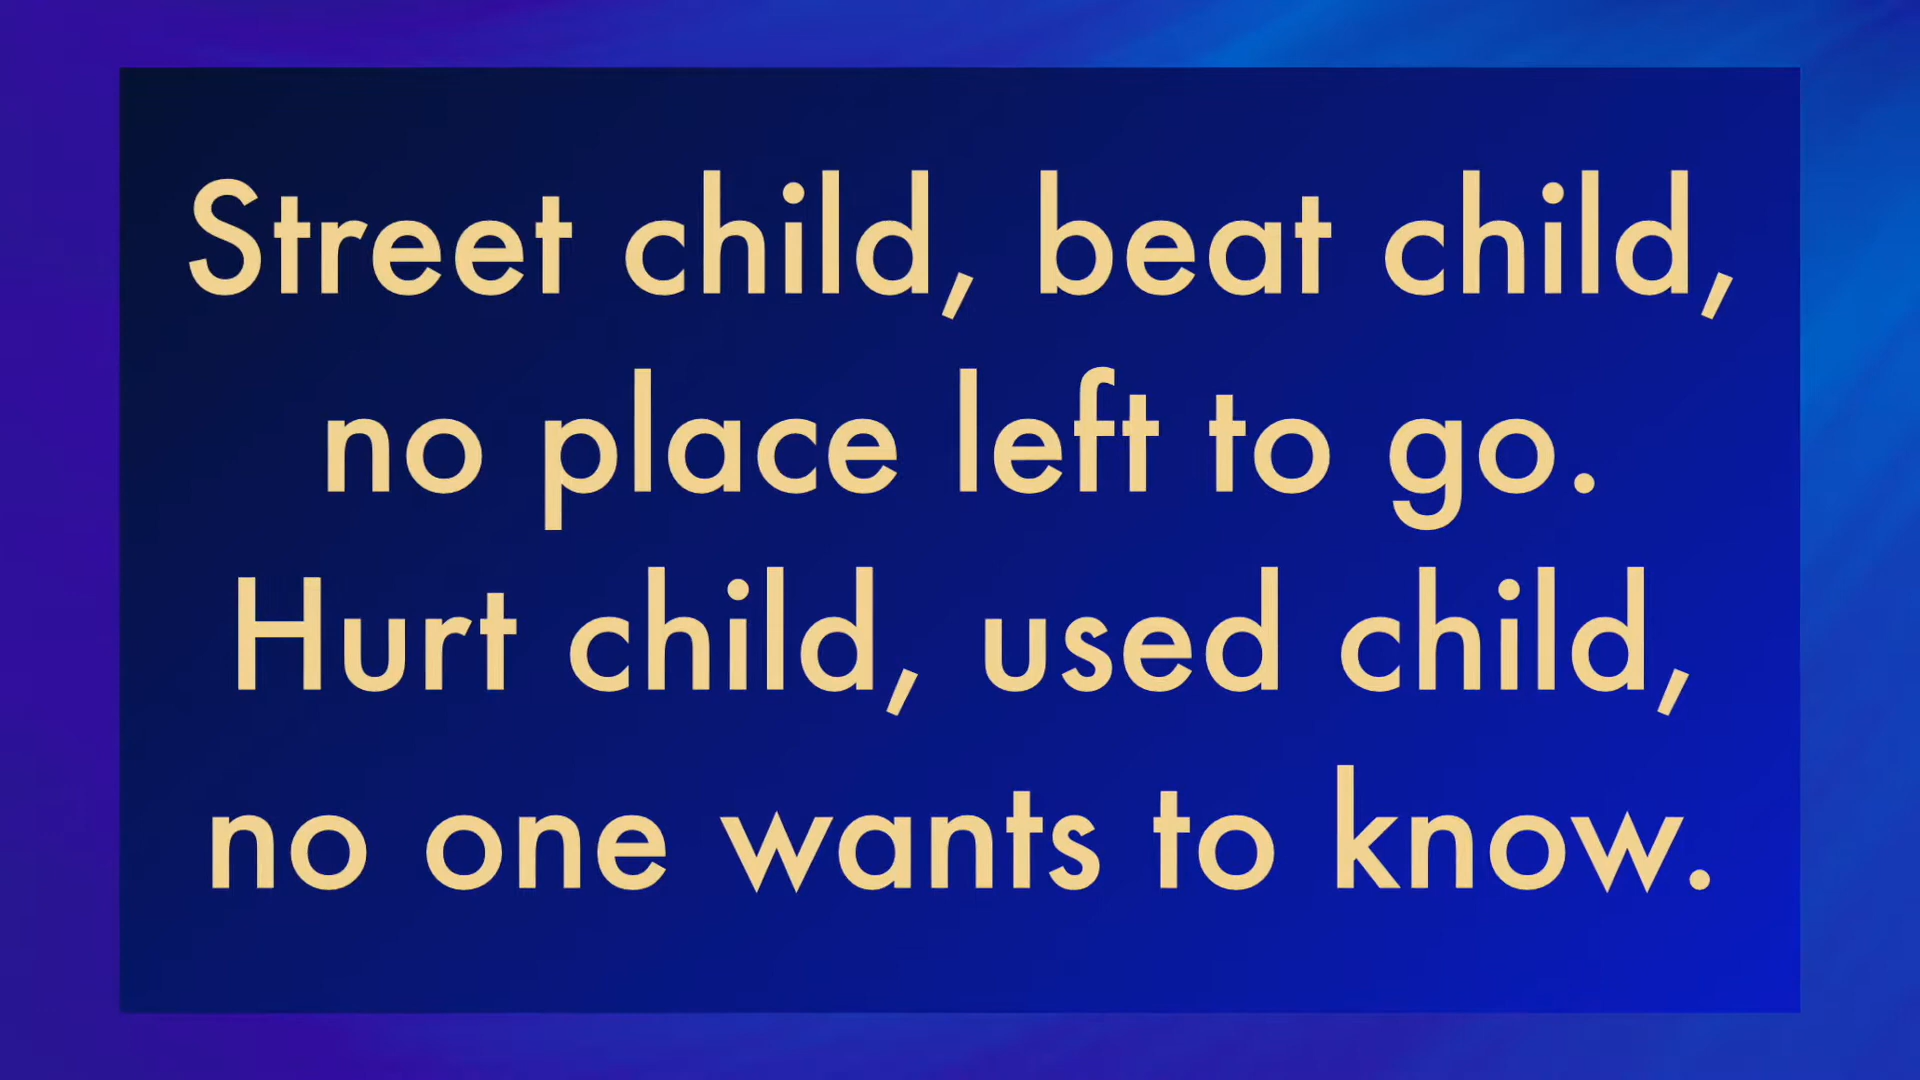 Street child, beat child,
no place left to go.
Hurt child, used child,
no one wants to know.